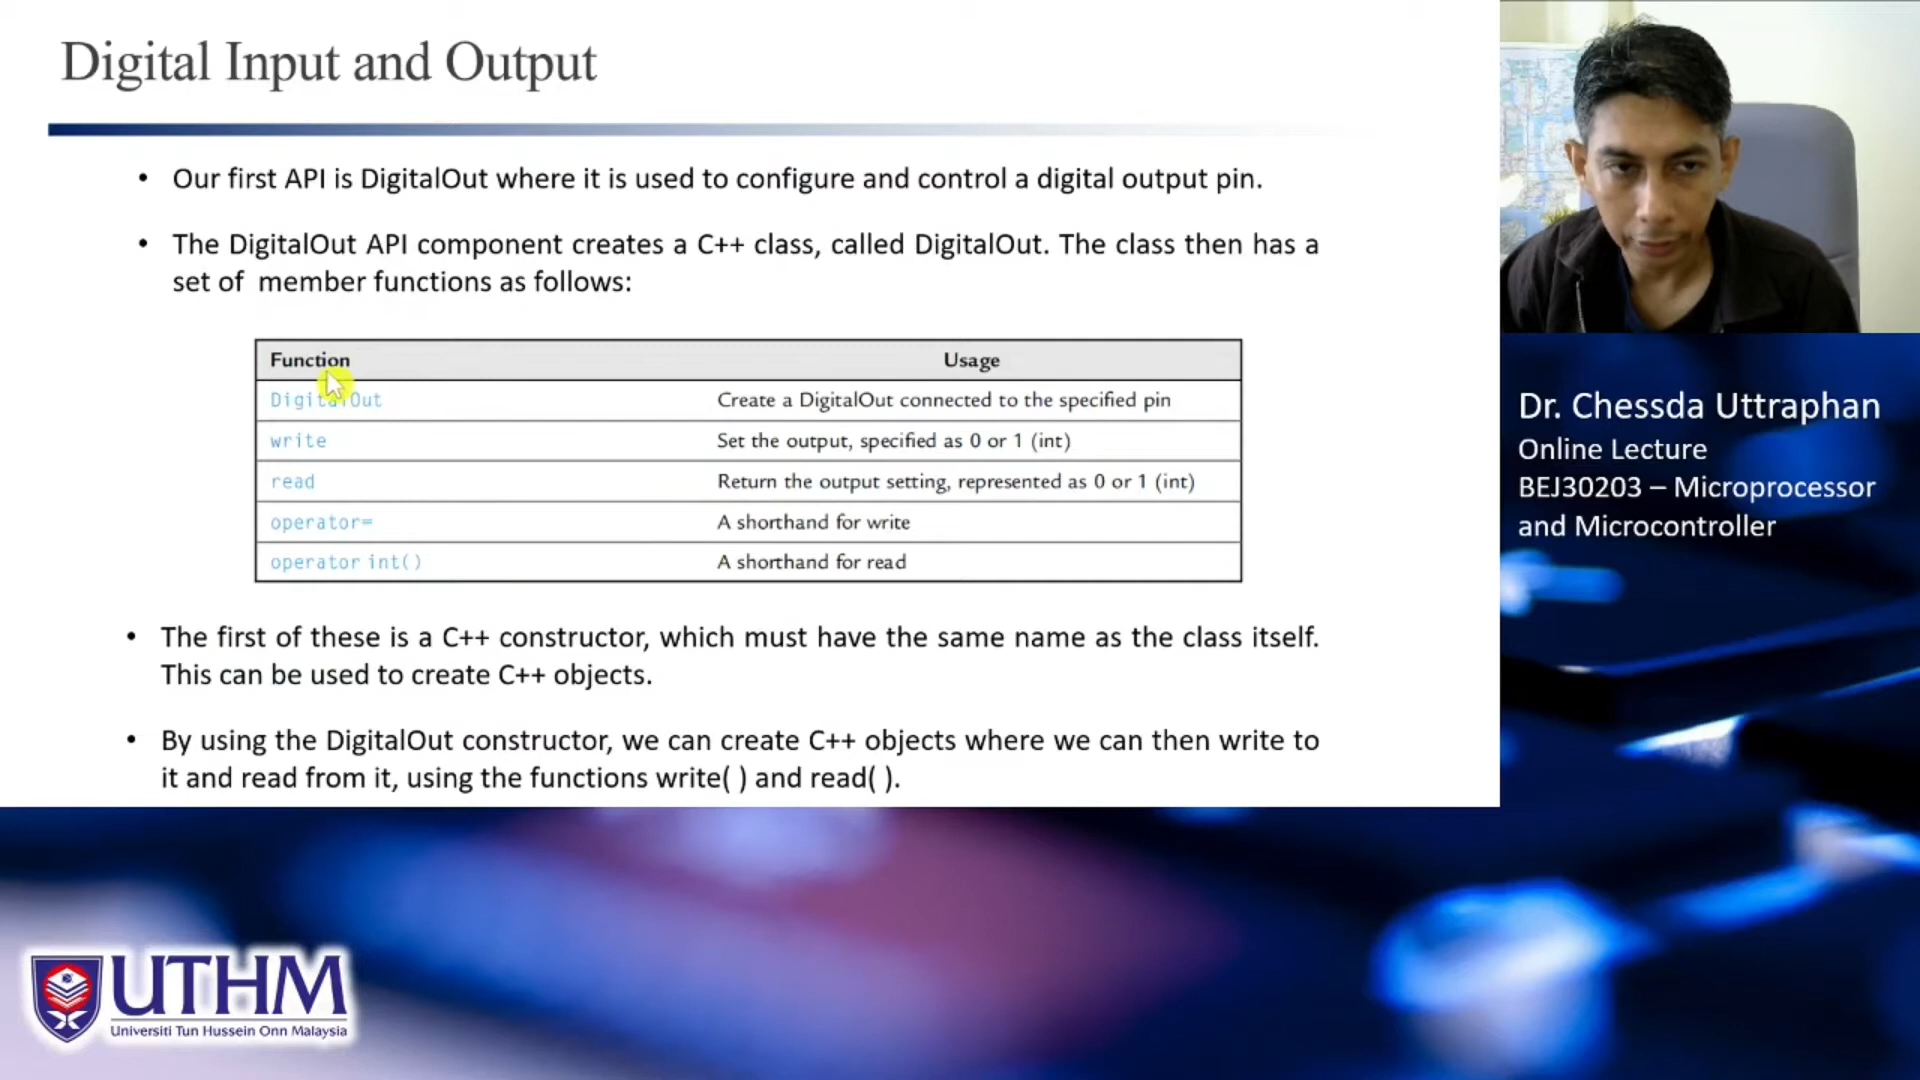 Digital Input and Output
• Our first API is DigitalOut where it is used to configure and control a digital output pin.
• The DigitalOut API component creates a C++ class, called DigitalOut. The class then has a
set of member functions as follows:
Function Usage
DigitalOut Create a DigitalOut connected to the specified pin
write Set the output, specified as 0 or 1 (int)
read Return the output setting, represented as 0 or 1 (int)
operator= A shorthand for write
operator int() A shorthand for read
• The first of these is a C++ constructor, which must have the same name as the class itself.
This can be used to create C++ objects.
• By using the DigitalOut constructor, we can create C++ objects where we can then write to
it and read from it, using the functions write( ) and read( ).
Dr. Chessda Uttraphan
Online Lecture
BEJ30203 – Microprocessor
and Microcontroller
UTHM
Universiti Tun Hussein Onn Malaysia